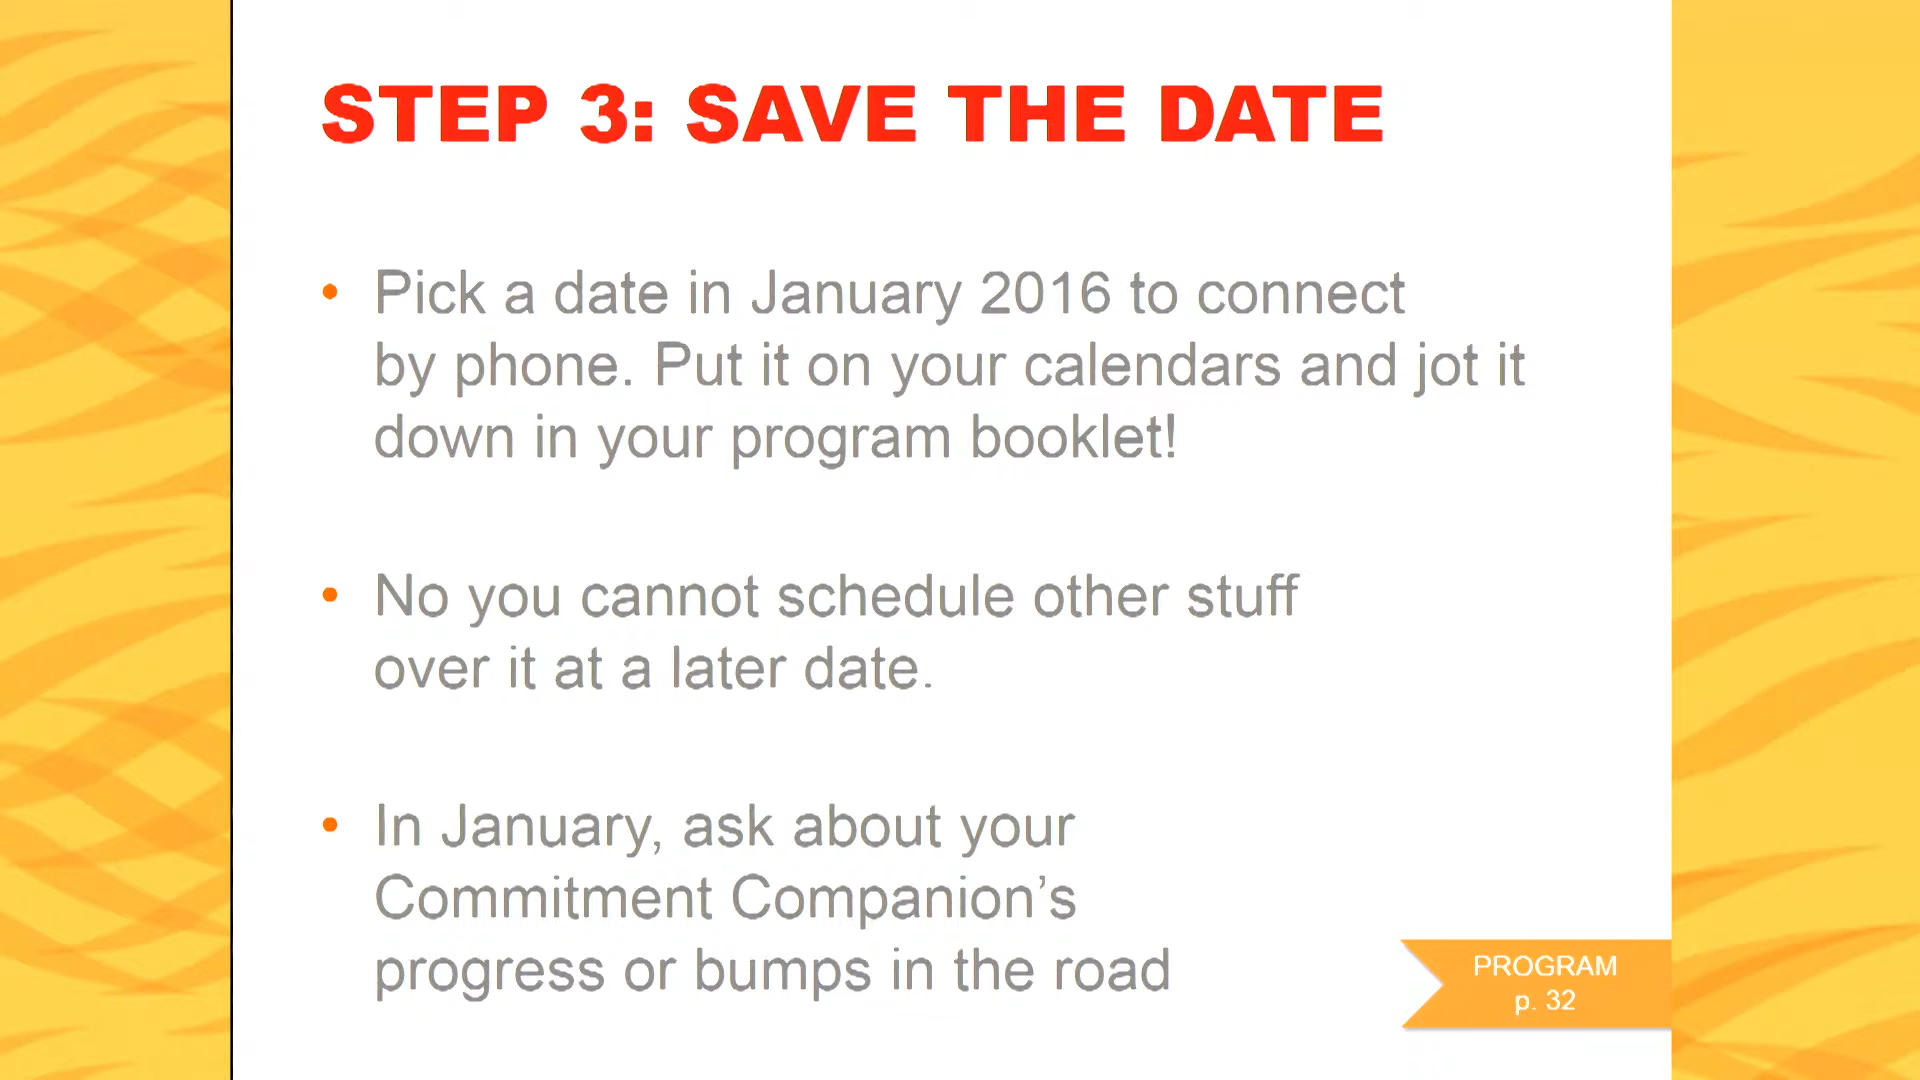 STEP 3: SAVE THE DATE
• Pick a date in January 2016 to connect
by phone. Put it on your calendars and jot it
down in your program booklet!
• No you cannot schedule other stuff
over it at a later date.
• In January, ask about your
Commitment Companion’s
progress or bumps in the road
PROGRAM
p. 32